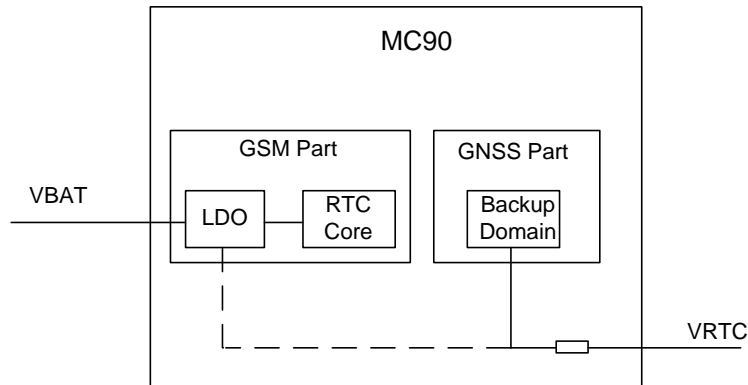 MC90
GSM Part
GNSS Part
VBAT
LDO
RTC
Core
Backup
Domain
VRTC